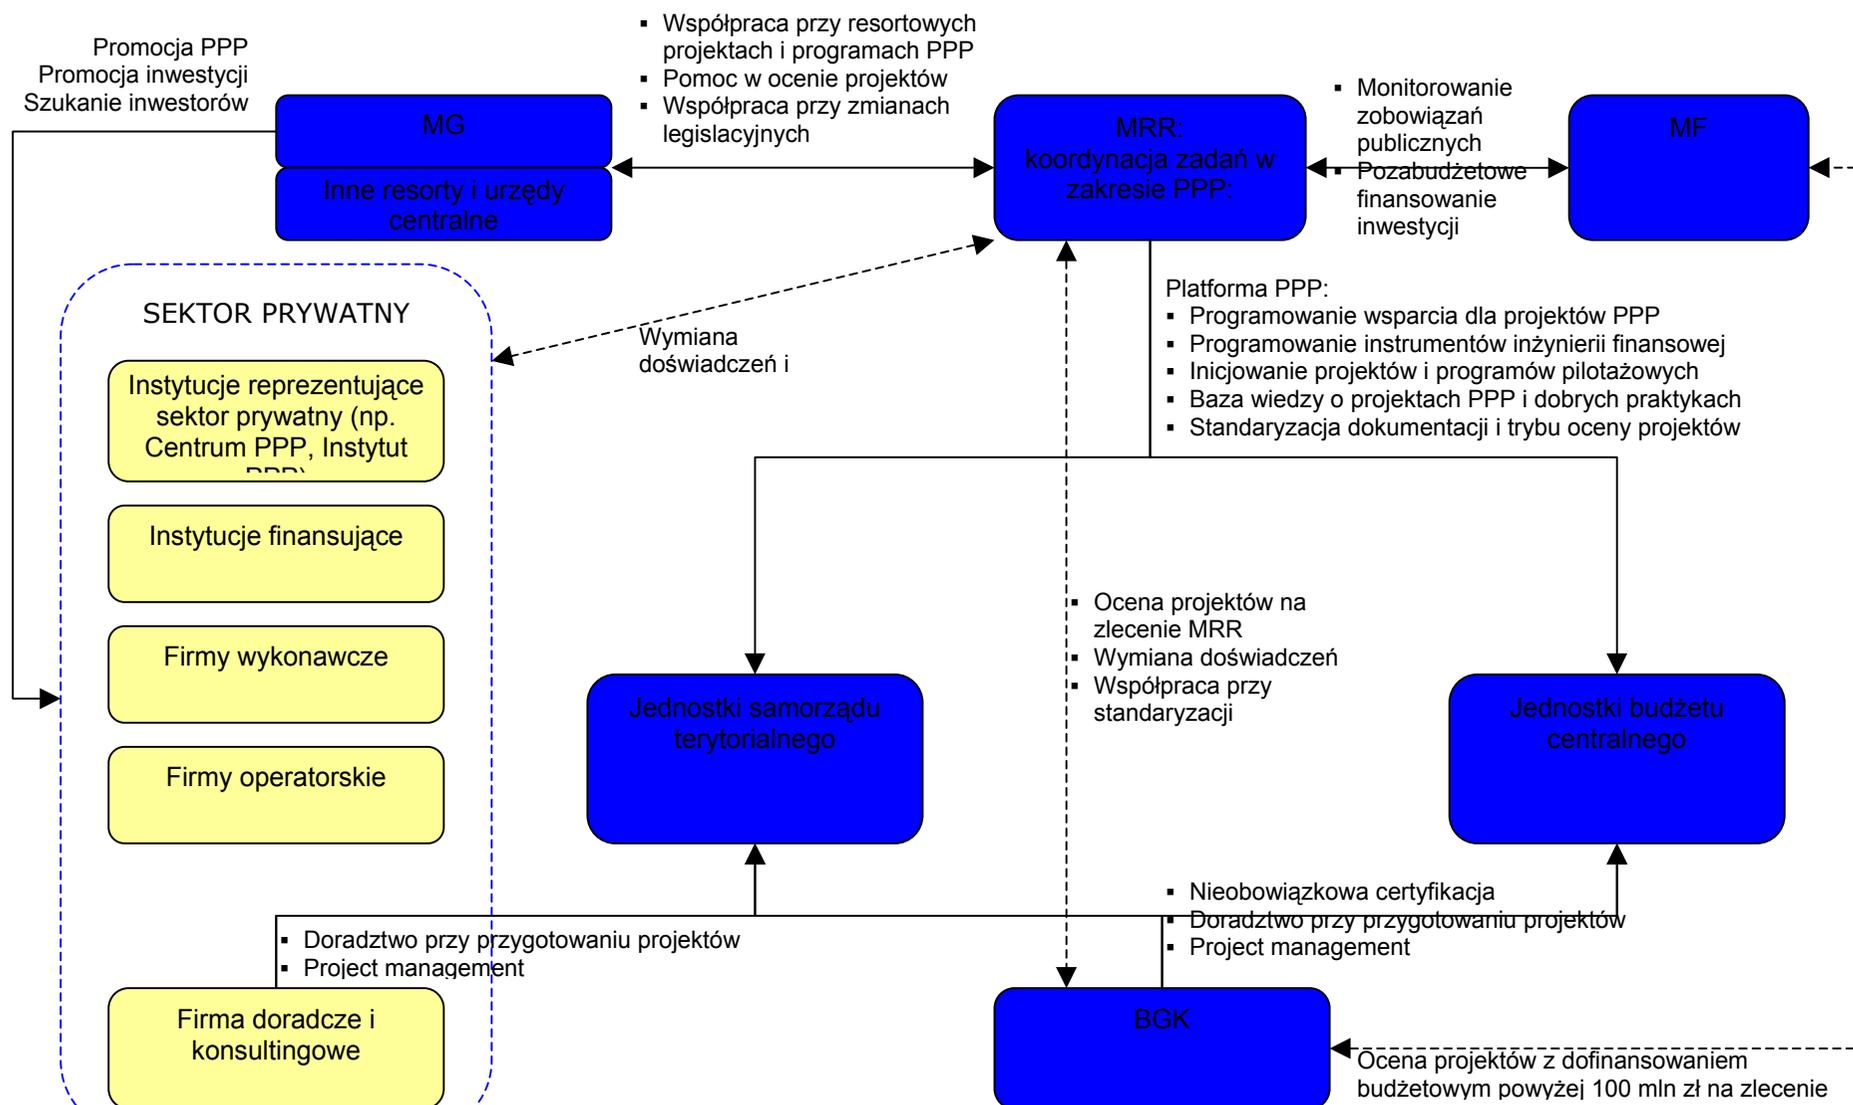 Promocja PPP
Promocja inwestycji
Szukanie inwestorów
▪ Współpraca przy resortowych
projektach i programach PPP
▪ Pomoc w ocenie projektów
▪ Współpraca przy zmianach
legislacyjnych
MG
Inne resorty i urzędy
centralne
MRR:
koordynacja zadań w
zakresie PPP:
▪ Monitorowanie
zobowiązań
publicznych
▪ Pozabudżetowe
finansowanie
inwestycji
MF
SEKTOR PRYWATNY
Wymiana
doświadczeń i
Platforma PPP:
▪ Programowanie wsparcia dla projektów PPP
▪ Programowanie instrumentów inżynierii finansowej
▪ Inicjowanie projektów i programów pilotażowych
▪ Baza wiedzy o projektach PPP i dobrych praktykach
▪ Standaryzacja dokumentacji i trybu oceny projektów
Instytucje reprezentujące
sektor prywatny (np.
Centrum PPP, Instytut
PPP)
Instytucje finansujące
Firmy wykonawcze
Firmy operatorskie
▪ Ocena projektów na
zlecenie MRR
▪ Wymiana doświadczeń
▪ Współpraca przy
standaryzacji
Jednostki samorządu
terytorialnego
Jednostki budżetu
centralnego
▪ Doradztwo przy przygotowaniu projektów
▪ Project management
▪ Nieobowiązkowa certyfikacja
▪ Doradztwo przy przygotowaniu projektów
▪ Project management
Firma doradcze i
konsultingowe
BGK
Ocena projektów z dofinansowaniem
budżetowym powyżej 100 mln zł na zlecenie